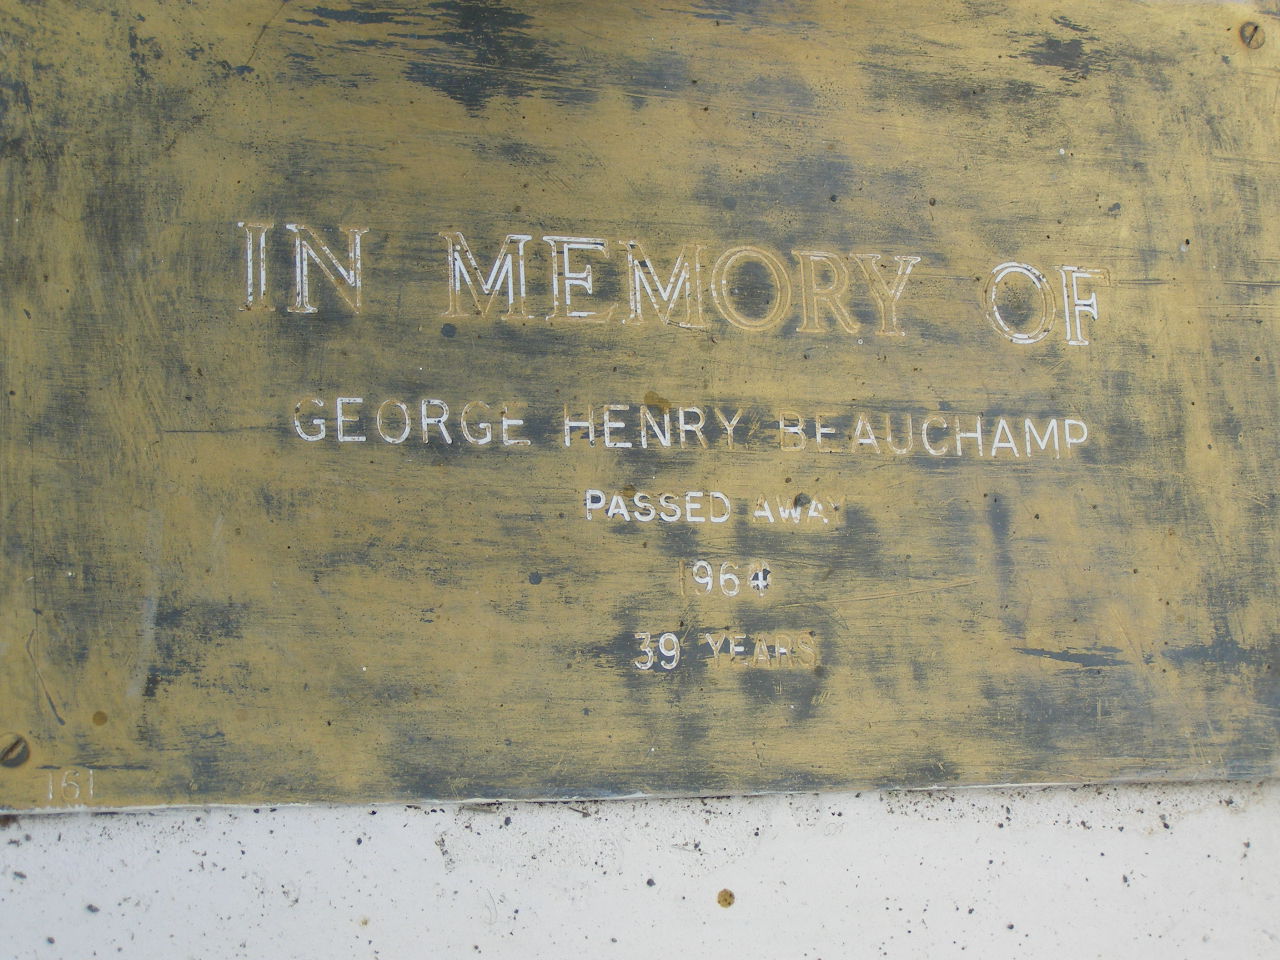 IN MEMORY OF
GEORGE HENRY BEAUCHAMP
PASSED AWAY
1964
39 YEARS
161